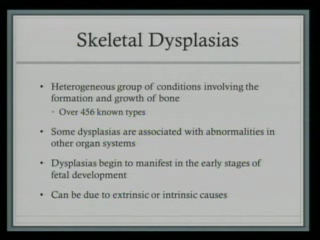 Skeletal Dysplasias
• Heterogeneous group of conditions involving the
formation and growth of bone
• Over 456 known types
• Some dysplasias are associated with abnormalities in
other organ systems
• Dysplasias begin to manifest in the early stages of
fetal development
• Can be due to extrinsic or intrinsic causes